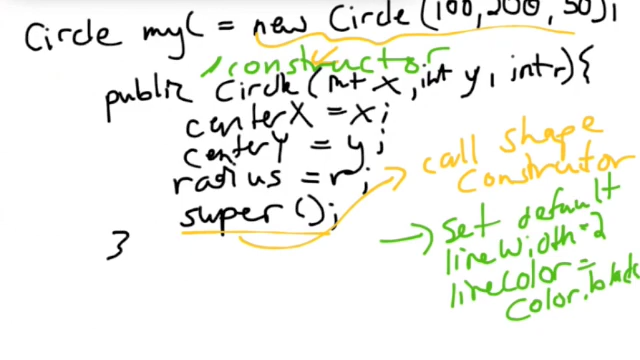 Circle myC = new Circle (100,200,50);
constructor
public Circle (int x, int y, int r){
centerX = x;
centerY = y;
radius = r;
super();
}
call shape
constructor
set default
lineWidth=2
lineColor=
Color.black